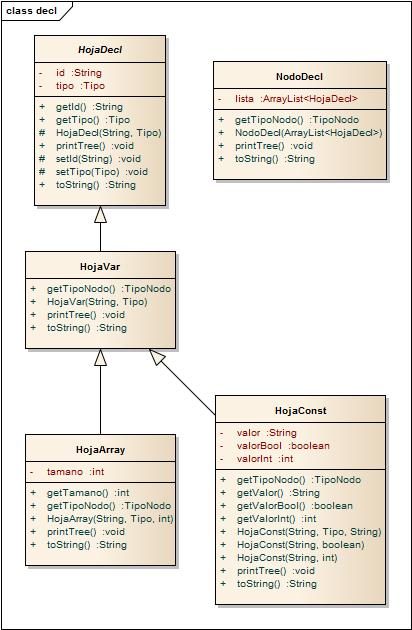 class decl
HojaDecl
- id :String
- tipo :Tipo
+ getId() :String
+ getTipo() :Tipo
# HojaDecl(String, Tipo)
+ printTree() :void
# setId(String) :void
# setTipo(Tipo) :void
+ toString() :String
NodoDecl
- lista :ArrayList<HojaDecl>
+ getTipoNodo() :TipoNodo
+ NodoDecl(ArrayList<HojaDecl>)
+ printTree() :void
+ toString() :String
HojaVar
+ getTipoNodo() :TipoNodo
+ HojaVar(String, Tipo)
+ printTree() :void
+ toString() :String
HojaArray
- tamano :int
+ getTamano() :int
+ getTipoNodo() :TipoNodo
+ HojaArray(String, Tipo, int)
+ printTree() :void
+ toString() :String
HojaConst
- valor :String
- valorBool :boolean
- valorInt :int
+ getTipoNodo() :TipoNodo
+ getValor() :String
+ getValorBool() :boolean
+ getValorInt() :int
+ HojaConst(String, Tipo, String)
+ HojaConst(String, boolean)
+ HojaConst(String, int)
+ printTree() :void
+ toString() :String